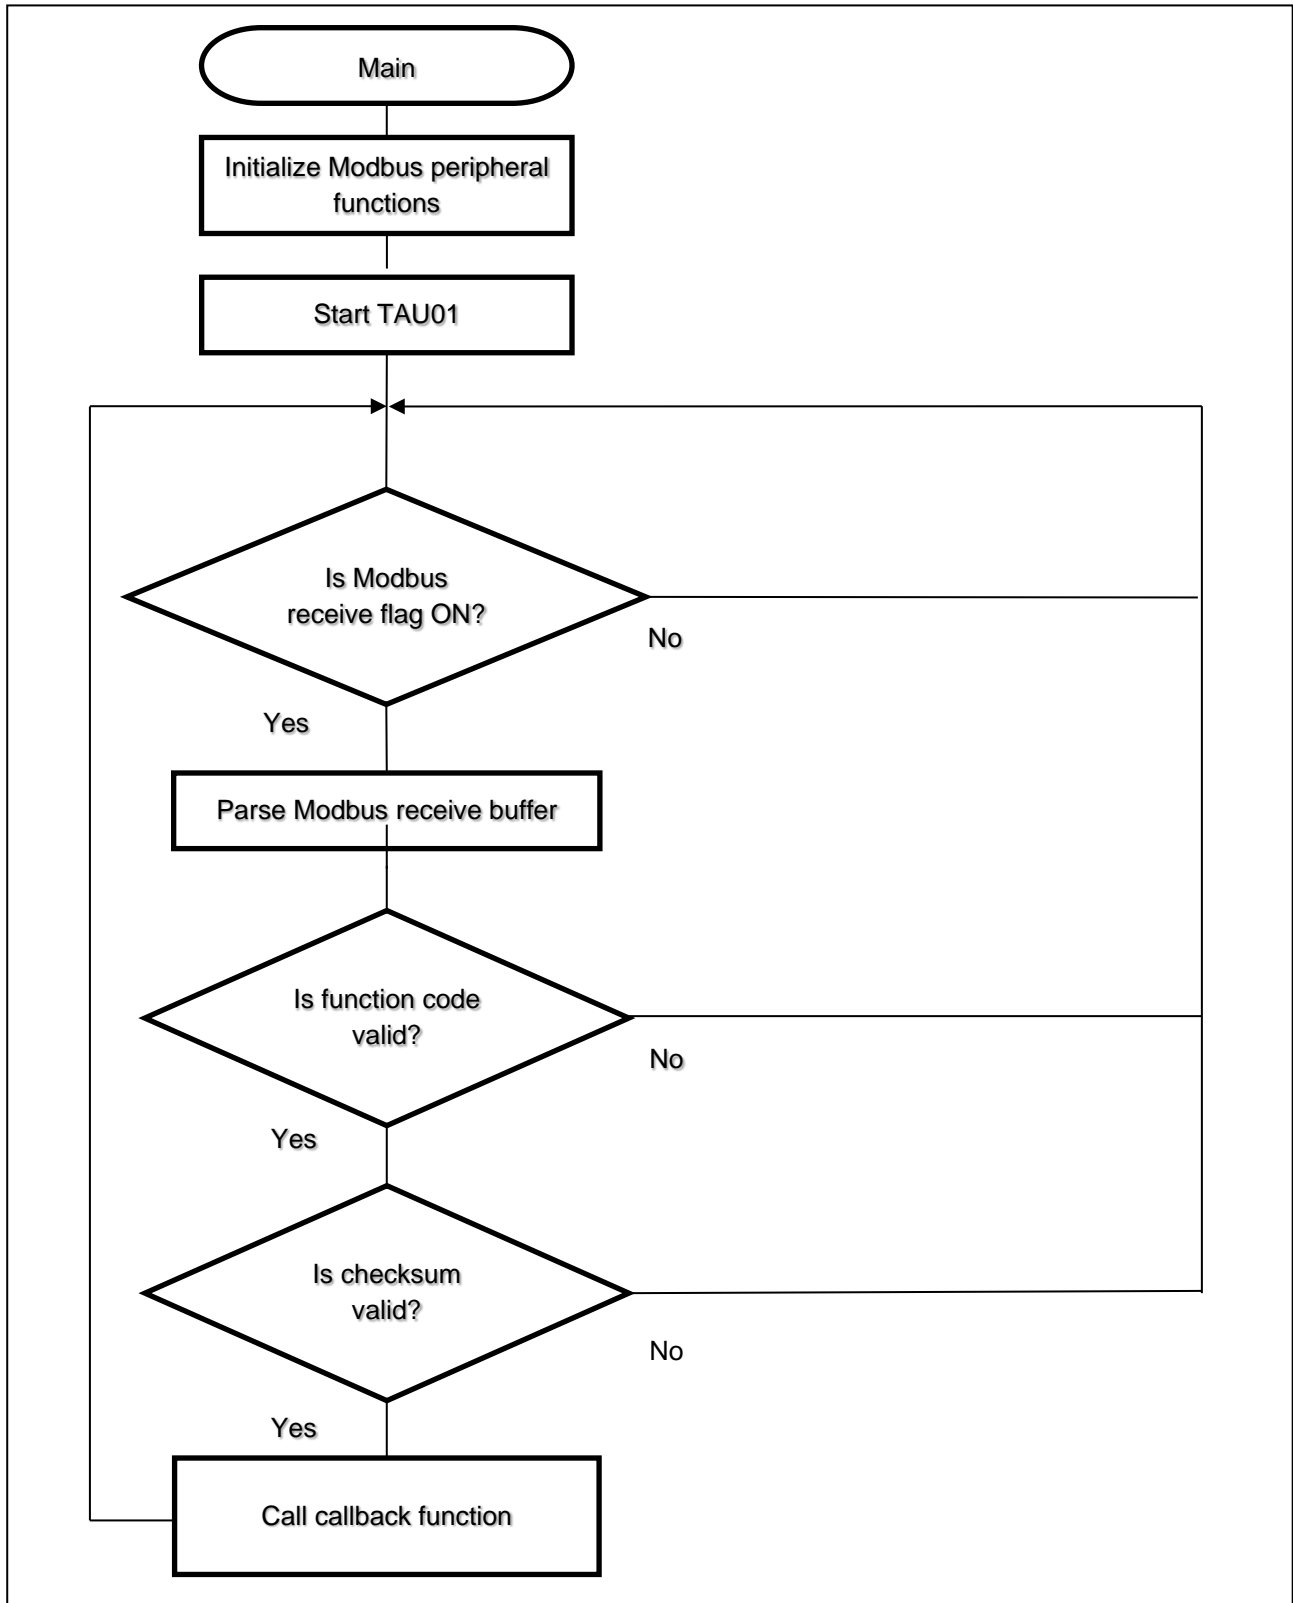 Main
Initialize Modbus peripheral
functions
Start TAU01
Is Modbus
receive flag ON?
No
Yes
Parse Modbus receive buffer
Is function code
valid?
No
Yes
Is checksum
valid?
No
Yes
Call callback function